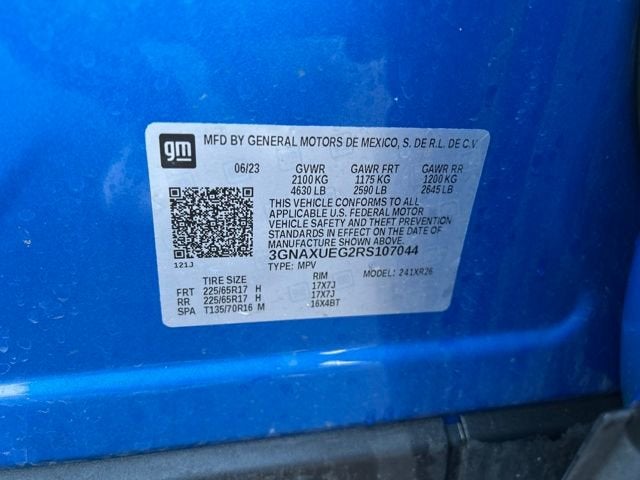 gm
MFD BY GENERAL MOTORS DE MEXICO, S. DE R.L. DE C.V.
06/23 GVWR GAWR FRT GAWR RR
2100 KG 1175 KG 1200 KG
4630 LB 2590 LB 2645 LB
THIS VEHICLE CONFORMS TO ALL
APPLICABLE U.S. FEDERAL MOTOR
VEHICLE SAFETY AND THEFT PREVENTION
STANDARDS IN EFFECT ON THE DATE OF
MANUFACTURE SHOWN ABOVE.
3GNAXUEG2RS107044
121J
TYPE: MPV MODEL: 241XR26
TIRE SIZE RIM
FRT 225/65R17 H 17X7J
RR 225/65R17 H 17X7J
SPA T135/70R16 M 16X4BT